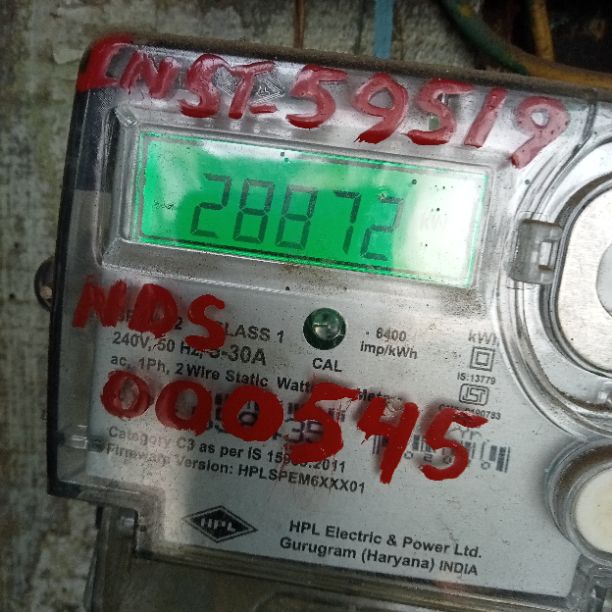 INST-59519
28872
kW
NDS
CLASS 1
240V, 50 Hz, 5-30A
CAL
6400
imp/kWh
kWh
ac, 1Ph, 2 Wire Static
IS:13779
000545
Category C3 as per IS
2011
Firmware Version: HPLSPEM6XXX01
HPL
HPL Electric & Power Ltd.
Gurugram (Haryana) INDIA